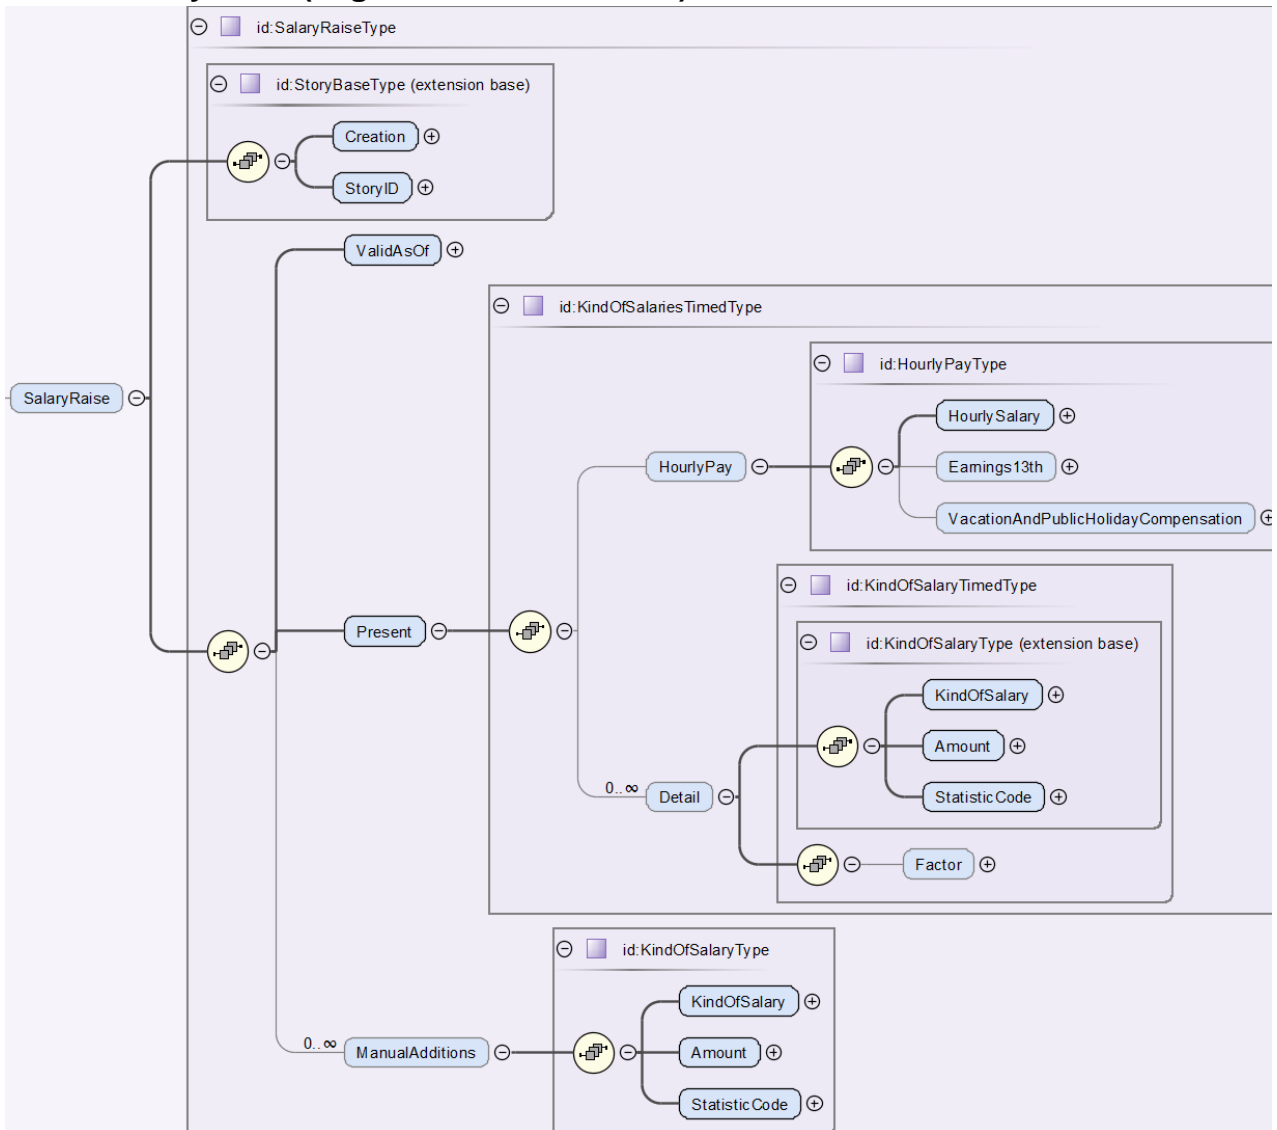 id:SalaryRaiseType
id:StoryBaseType (extension base)
Creation
StoryID
ValidAsOf
id:KindOfSalariesTimedType
id:HourlyPayType
SalaryRaise
HourlySalary
HourlyPay
Earnings13th
VacationAndPublicHolidayCompensation
id:KindOfSalaryTimedType
Present
id:KindOfSalaryType (extension base)
KindOfSalary
Amount
0..∞
Detail
StatisticCode
Factor
id:KindOfSalaryType
KindOfSalary
0..∞
ManualAdditions
Amount
StatisticCode